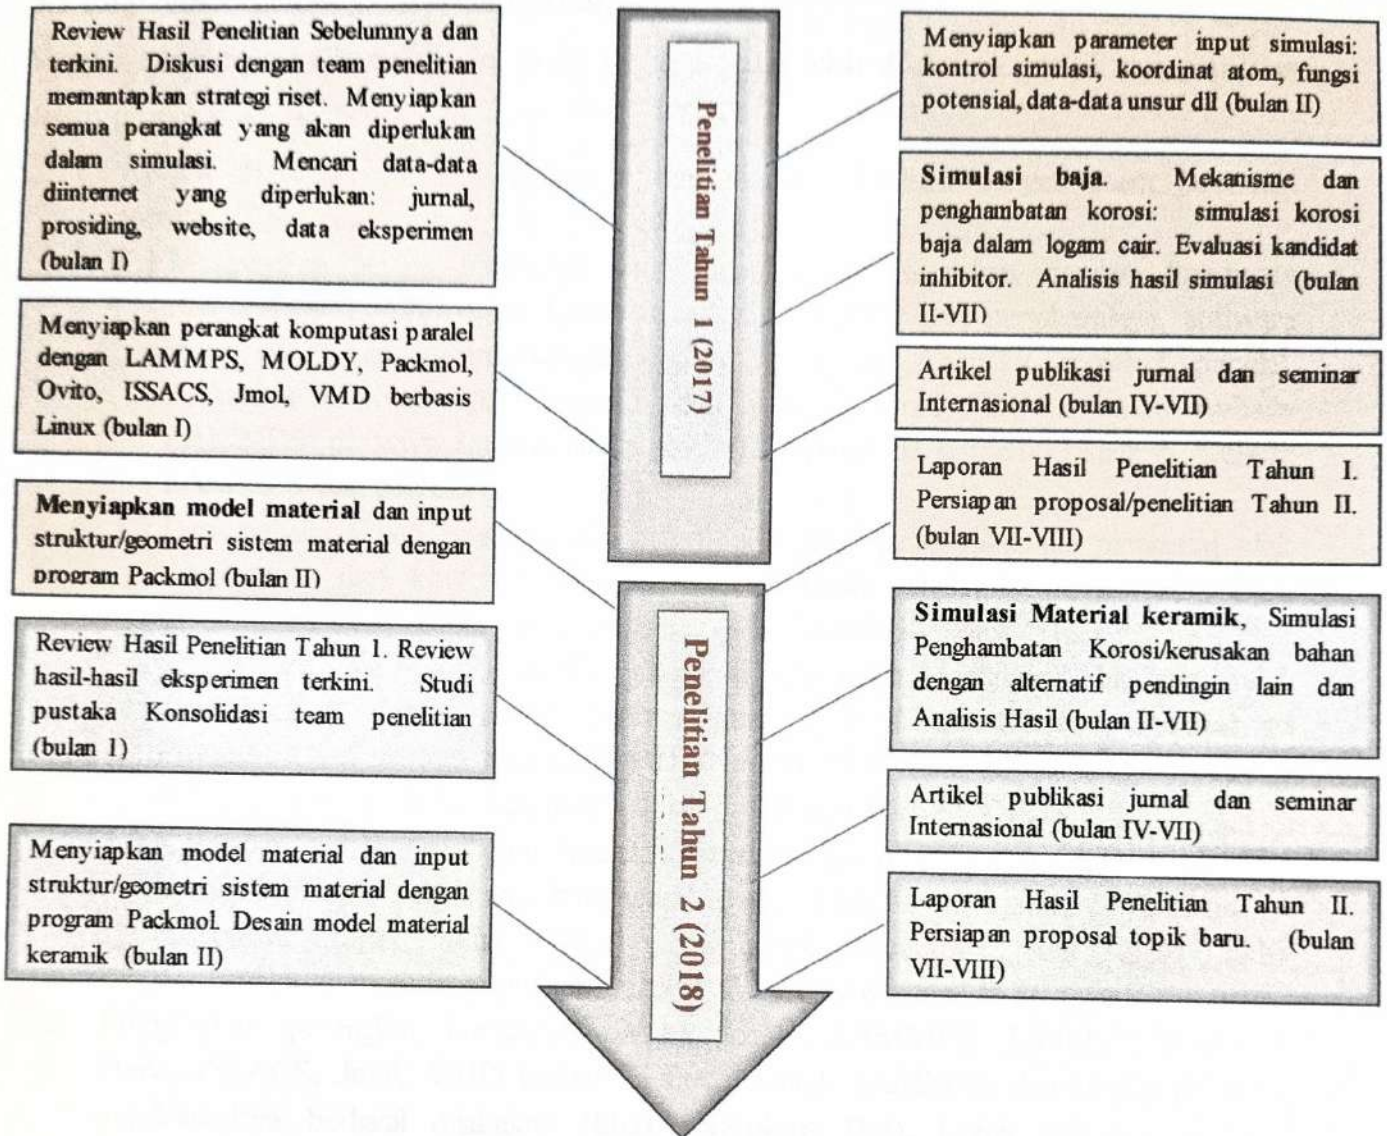 Review Hasil Penelitian Sebelumnya dan
terkini. Diskusi dengan team penelitian
memantapkan strategi riset. Menyiapkan
semua perangkat yang akan diperlukan
dalam simulasi. Mencari data-data
diinternet yang diperlukan: jurnal,
prosiding, website, data eksperimen
(bulan I)
Menyiapkan perangkat komputasi paralel
dengan LAMMPS, MOLDY, Packmol,
Ovito, ISSACS, Jmol, VMD berbasis
Linux (bulan I)
Menyiapkan model material dan input
struktur/geometri sistem material dengan
program Packmol (bulan II)
Penelitian Tahun 1 (2017)
Menyiapkan parameter input simulasi:
kontrol simulasi, koordinat atom, fungsi
potensial, data-data unsur dll (bulan II)
Simulasi baja. Mekanisme dan
penghambatan korosi: simulasi korosi
baja dalam logam cair. Evaluasi kandidat
inhibitor. Analisis hasil simulasi (bulan
II-VII)
Artikel publikasi jurnal dan seminar
Internasional (bulan IV-VII)
Laporan Hasil Penelitian Tahun I.
Persiapan proposal/penelitian Tahun II.
(bulan VII-VIII)
Review Hasil Penelitian Tahun 1. Review
hasil-hasil eksperimen terkini. Studi
pustaka Konsolidasi team penelitian
(bulan 1)
Menyiapkan model material dan input
struktur/geometri sistem material dengan
program Packmol. Desain model material
keramik (bulan II)
Penelitian Tahun 2 (2018)
Simulasi Material keramik, Simulasi
Penghambatan Korosi/kerusakan bahan
dengan alternatif pendingin lain dan
Analisis Hasil (bulan II-VII)
Artikel publikasi jurnal dan seminar
Internasional (bulan IV-VII)
Laporan Hasil Penelitian Tahun II.
Persiapan proposal topik baru. (bulan
VII-VIII)